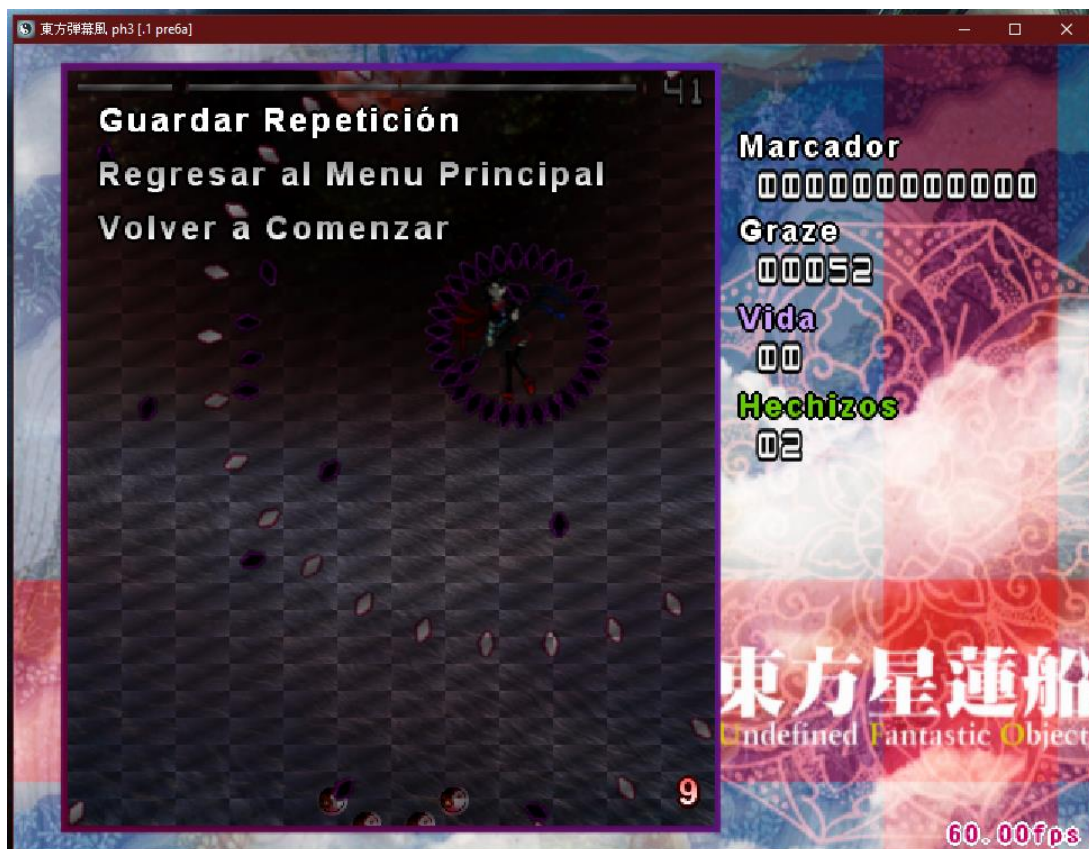 東方弾幕風 ph3 [.1 pre6a]
41
Guardar Repetición
Regresar al Menu Principal
Volver a Comenzar
Marcador
000000000000
Graze
00052
Vida
00
Hechizos
02
東方星蓮船
Undefined Fantastic Object
9
60.00fps